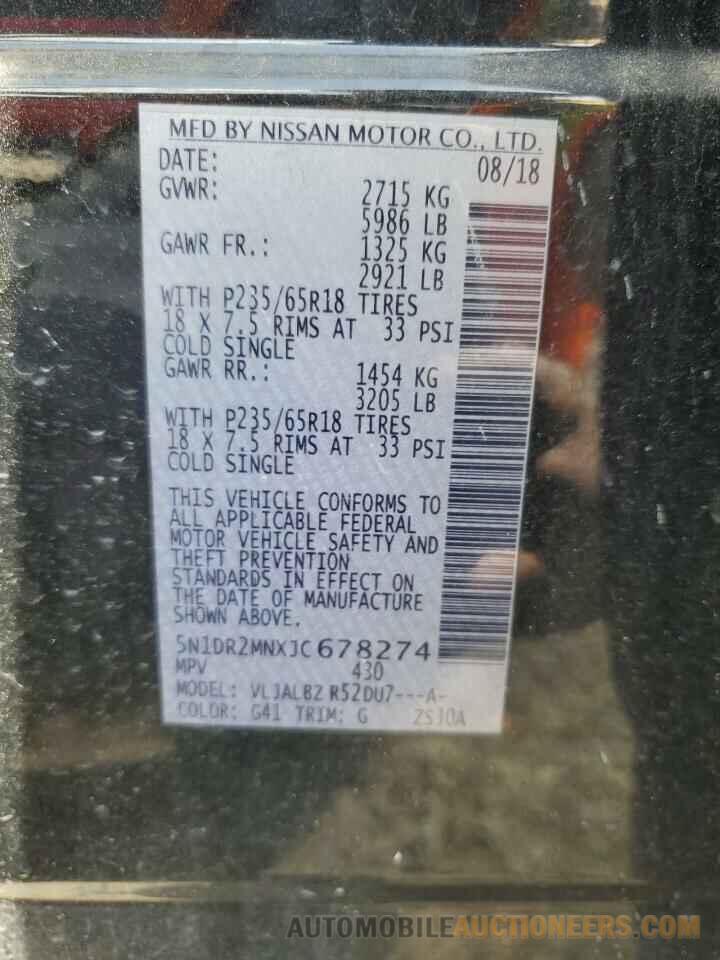 MFD BY NISSAN MOTOR CO., LTD.
DATE: 08/18
GVWR: 2715 KG
5986 LB
GAWR FR.: 1325 KG
2921 LB
WITH P235/65R18 TIRES
18 X 7.5 RIMS AT 33 PSI
COLD SINGLE
GAWR RR.: 1454 KG
3205 LB
WITH P235/65R18 TIRES
18 X 7.5 RIMS AT 33 PSI
COLD SINGLE
THIS VEHICLE CONFORMS TO
ALL APPLICABLE FEDERAL
MOTOR VEHICLE SAFETY AND
THEFT PREVENTION
STANDARDS IN EFFECT ON
THE DATE OF MANUFACTURE
SHOWN ABOVE.
5N1DR2MNXJC678274
MPV 430
MODEL: R52DU7---A-
COLOR: G41 TRIM: G
AUTOMOBILEAUCTIONEERS.COM